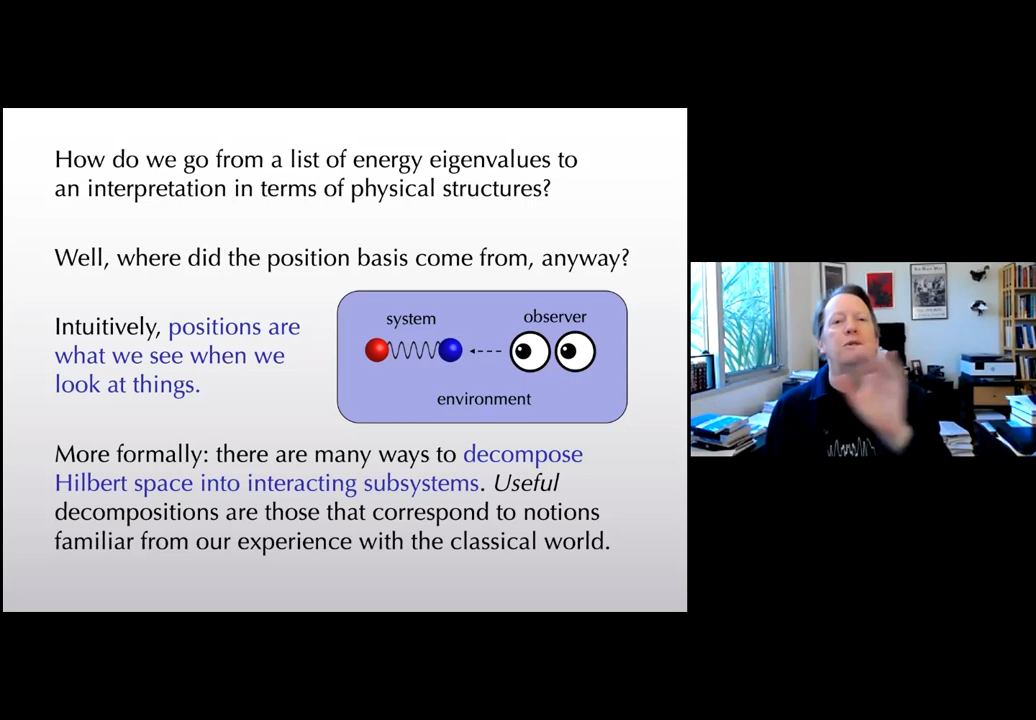 How do we go from a list of energy eigenvalues to
an interpretation in terms of physical structures?
Well, where did the position basis come from, anyway?
Intuitively, positions are
what we see when we
look at things.
system
observer
environment
More formally: there are many ways to decompose
Hilbert space into interacting subsystems. Useful
decompositions are those that correspond to notions
familiar from our experience with the classical world.